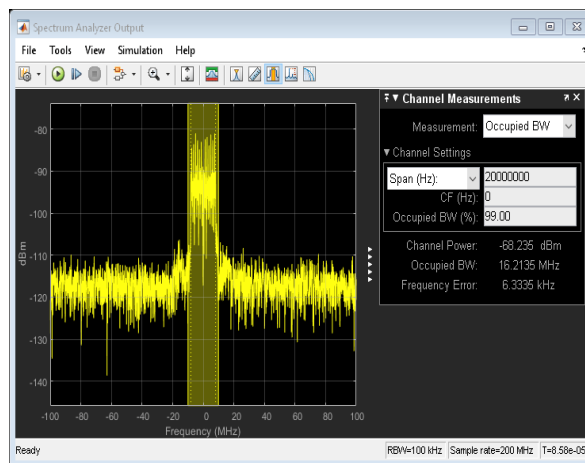 Spectrum Analyzer Output
File Tools View Simulation Help
Channel Measurements
Measurement: Occupied BW
Channel Settings
Span (Hz): 20000000
CF (Hz): 0
Occupied BW (%): 99.00
Channel Power: -68.235 dBm
Occupied BW: 16.2135 MHz
Frequency Error: 6.3335 kHz
dBm
-80
-90
-100
-110
-120
-130
-140
-100 -80 -60 -40 -20 0 20 40 60 80 100
Frequency (MHz)
Ready RBW=100 kHz Sample rate=200 MHz T=8.58e-05